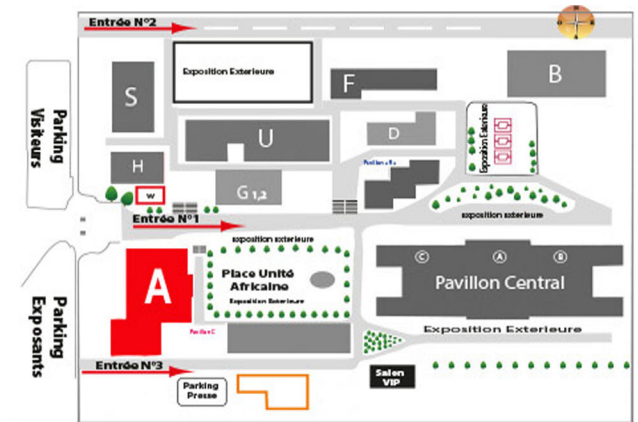 Entrée N°2
Exposition Exterieure
S
F
B
Parking
Visiteurs
U
D
Exposition Exterieure
H
W
G 1,2
Entrée N°1
Exposition Exterieure
Exposition Exterieure
A
Place Unité
Africaine
Exposition Exterieure
C
A
B
Pavillon Central
Parking
Exposants
Pavillon C
Exposition Exterieure
Entrée N°3
Parking
Presse
Salon
VIP